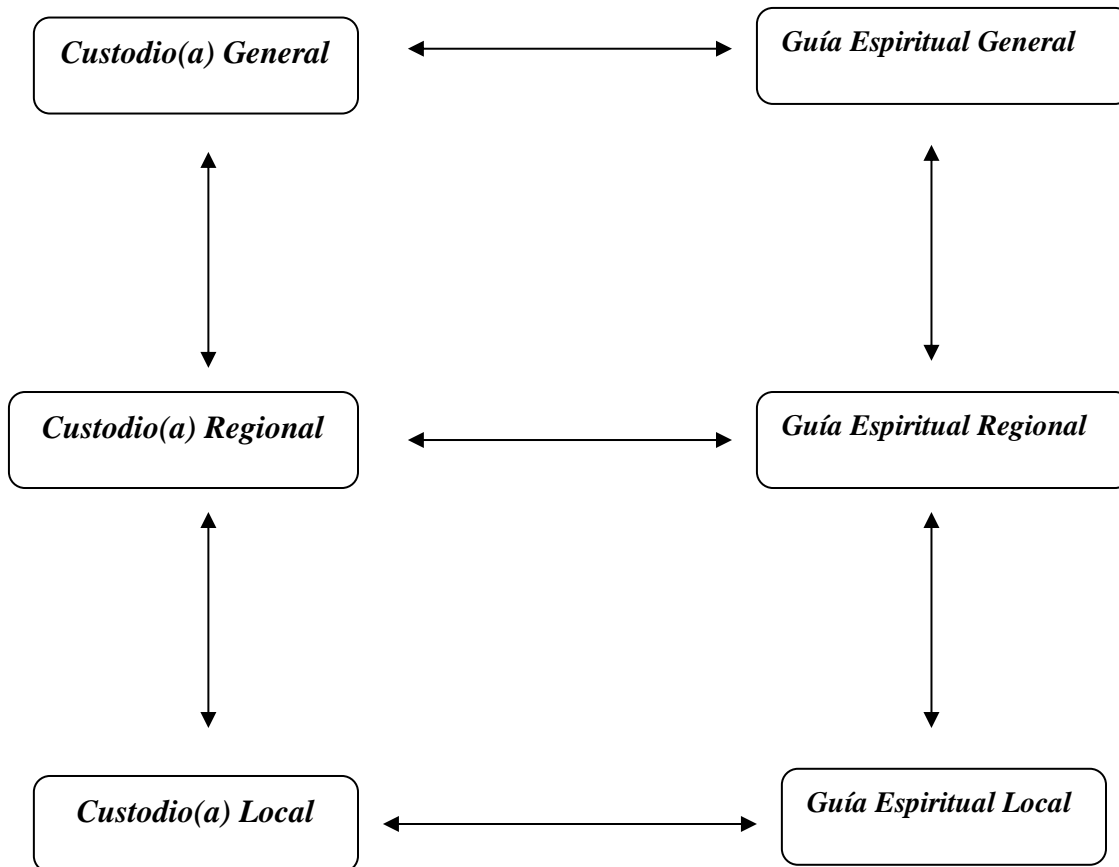 Custodio(a) General
Guía Espiritual General
Custodio(a) Regional
Guía Espiritual Regional
Custodio(a) Local
Guía Espiritual Local